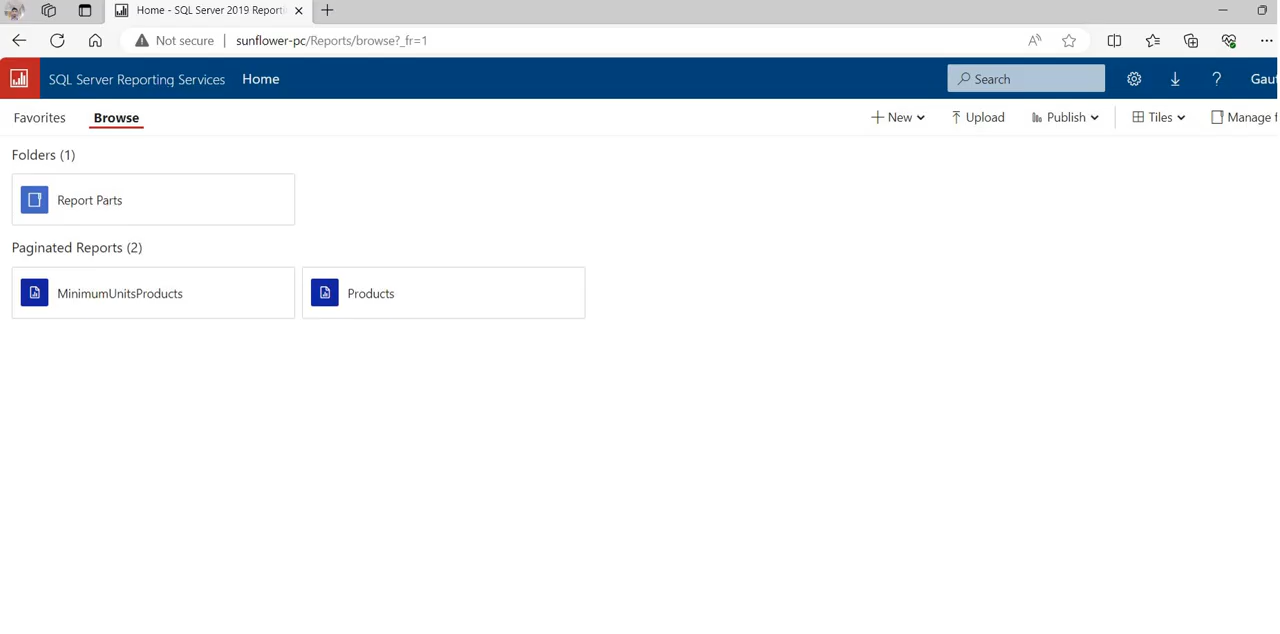 Home - SQL Server 2019 Report
Not secure | sunflower-pc/Reports/browse?_fr=1
SQL Server Reporting Services Home Search ? Gaut
Favorites Browse New Upload Publish Tiles Manage f
Folders (1)
Report Parts
Paginated Reports (2)
MinimumUnitsProducts Products